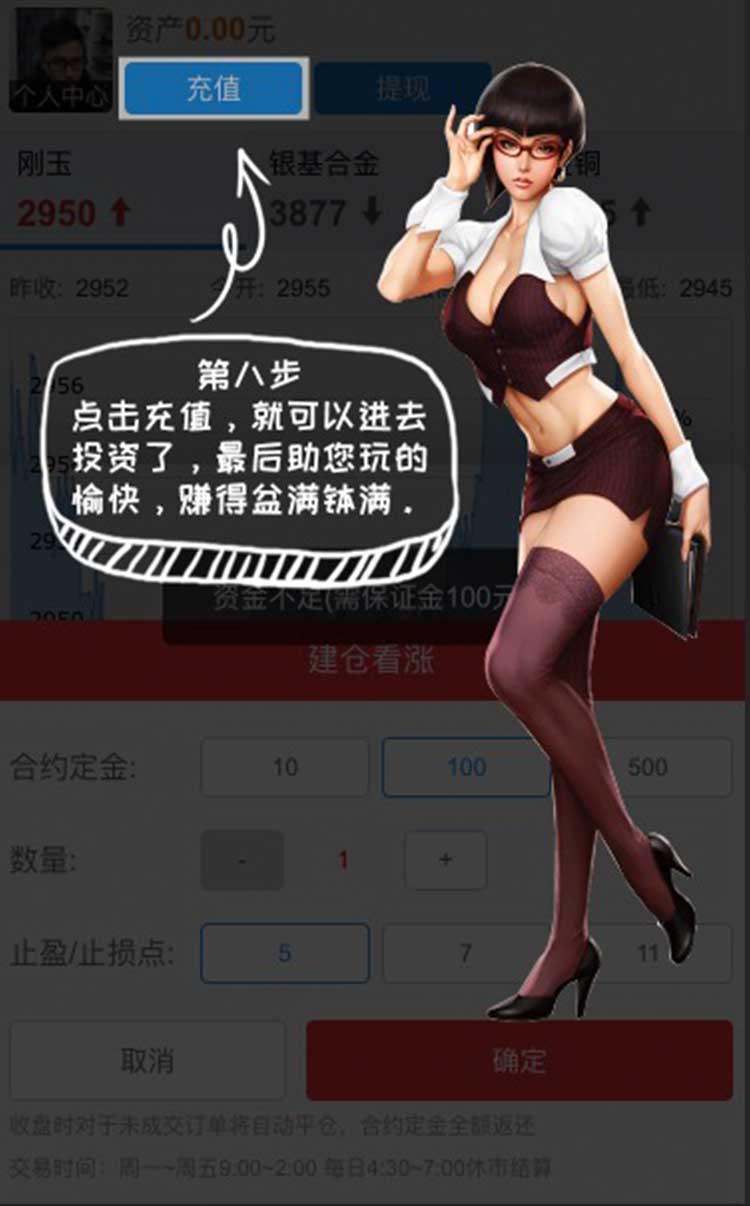 资产0.00元
个人中心
充值
提现
刚玉
银基合金
铜
2950
3877
5
昨收: 2952
今开: 2955
最低: 2945
2956
第八步
点击充值，就可以进去
投资了，最后助您玩的
愉快，赚得盆满钵满．
%
资金不足(需保证金100元
建仓看涨
合约定金:
10
100
500
数量:
-
1
+
止盈/止损点:
5
7
11
取消
确定
收盘时对于未成交订单将自动平仓，合约定金全额返还
交易时间：周一~周五9:00~2:00 每日4:30~7:00休市结算